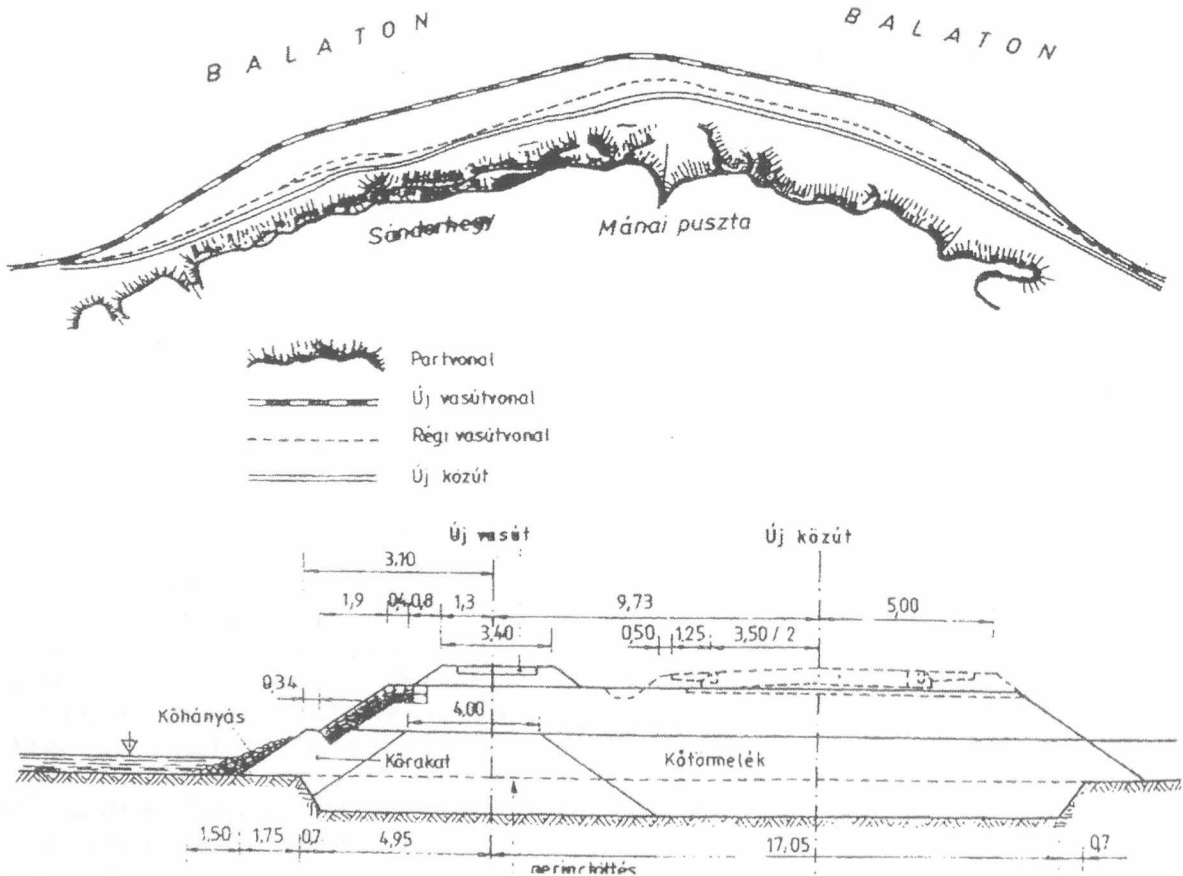 BALATON
BALATON
Sándorhegy
Mánai puszta
Partvonal
Új vasútvonal
Régi vasútvonal
Új közút
Új vasút
Új közút
3,10
1,9 0,4 0,8 1,3 9,73 5,00
3,40 0,50 1,25 3,50 / 2
0,34
Kőhányás
4,00
Kőrakat
Kőtörmelék
1,50 1,75 0,7 4,95 17,05 0,7